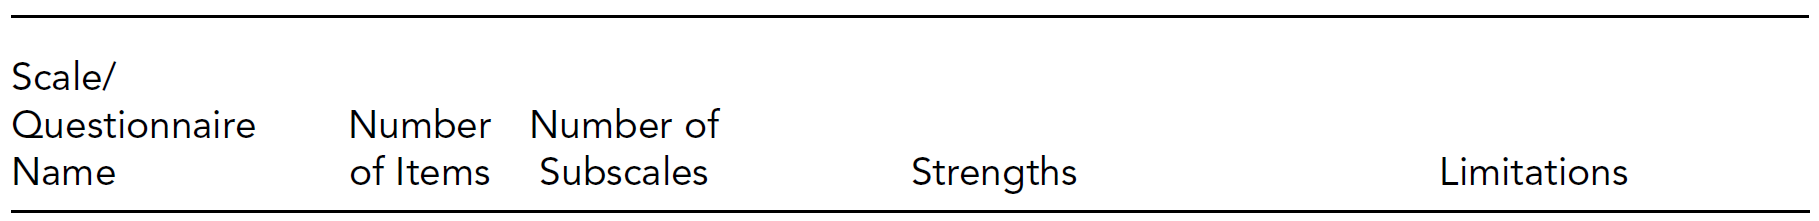 Scale/
Questionnaire Number Number of
Name of Items Subscales Strengths Limitations